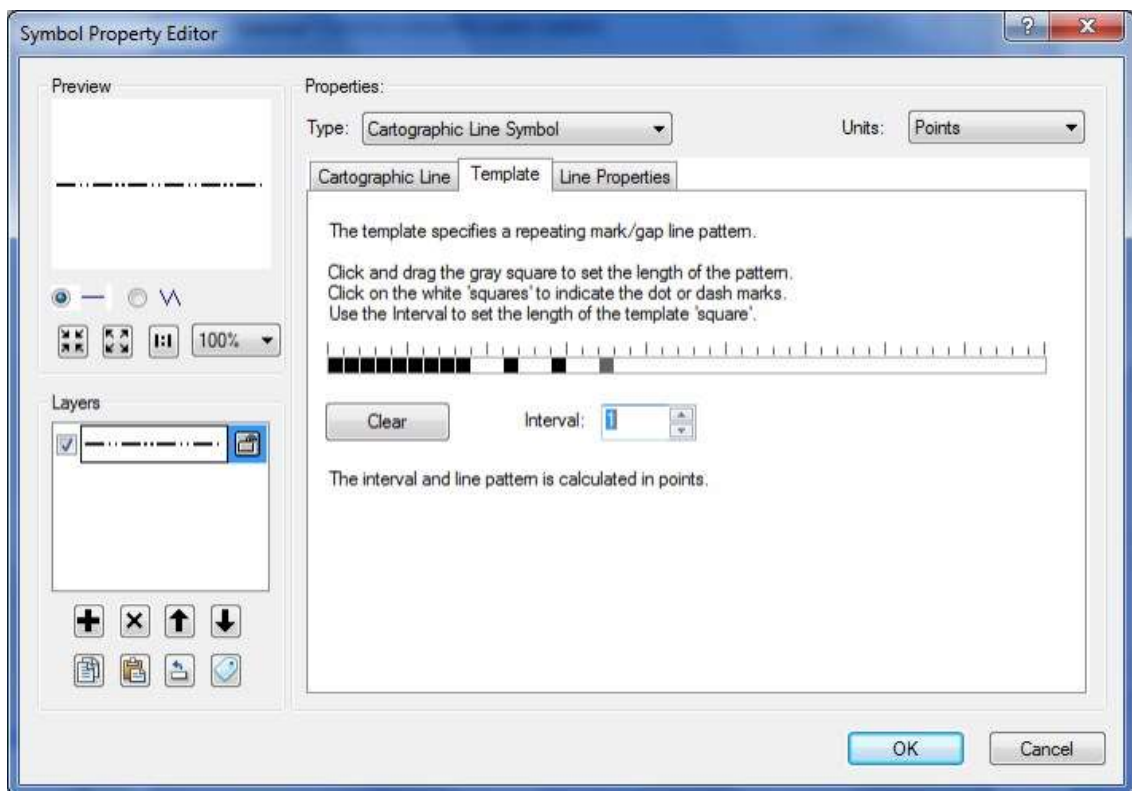 Symbol Property Editor
?
X
Preview
Properties:
Type:
Cartographic Line Symbol
Units:
Points
Cartographic Line
Template
Line Properties
The template specifies a repeating mark/gap line pattern.
Click and drag the gray square to set the length of the pattern.
Click on the white 'squares' to indicate the dot or dash marks.
Use the Interval to set the length of the template 'square'.
1:1
100%
Layers
Clear
Interval:
1
The interval and line pattern is calculated in points.
OK
Cancel